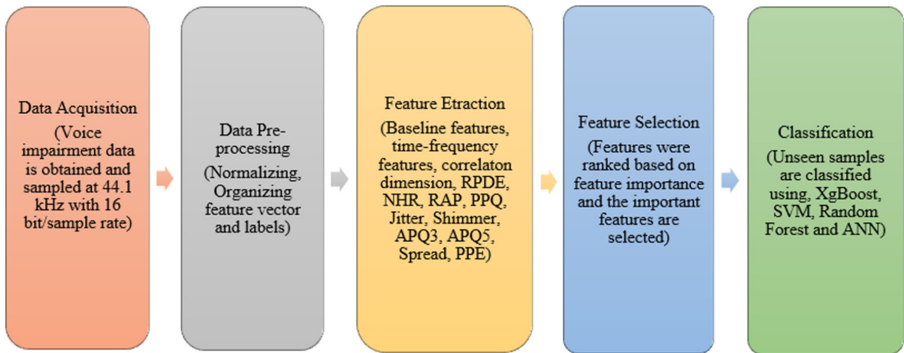 Data Acquisition
(Voice
impairment data
is obtained and
sampled at 44.1
kHz with 16
bit/sample rate)
Data Pre-
processing
(Normalizing,
Organizing
feature vector
and labels)
Feature Etraction
(Baseline features,
time-frequency
features, correlaton
dimension, RPDE,
NHR, RAP, PPQ,
Jitter, Shimmer,
APQ3, APQ5,
Spread, PPE)
Feature Selection
(Features were
ranked based on
feature importance
and the important
features are
selected)
Classification
(Unseen samples
are classified
using, XgBoost,
SVM, Random
Forest and ANN)